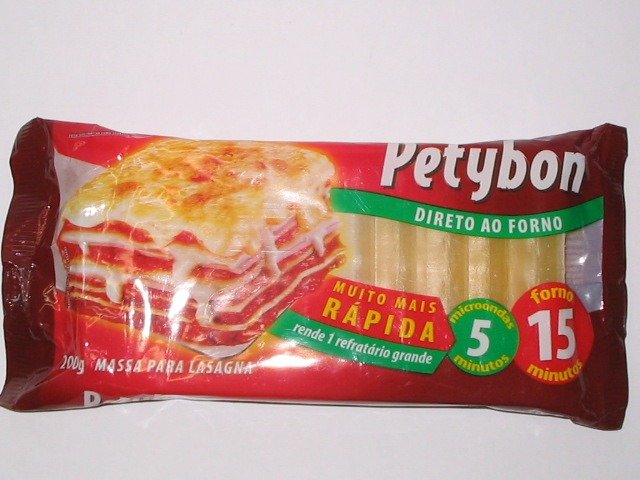 Petybon
DIRETO AO FORNO
MUITO MAIS
RÁPIDA
rende 1 refratário grande
microondas
5
minutos
forno
15
minutos
200g MASSA PARA LASAGNA